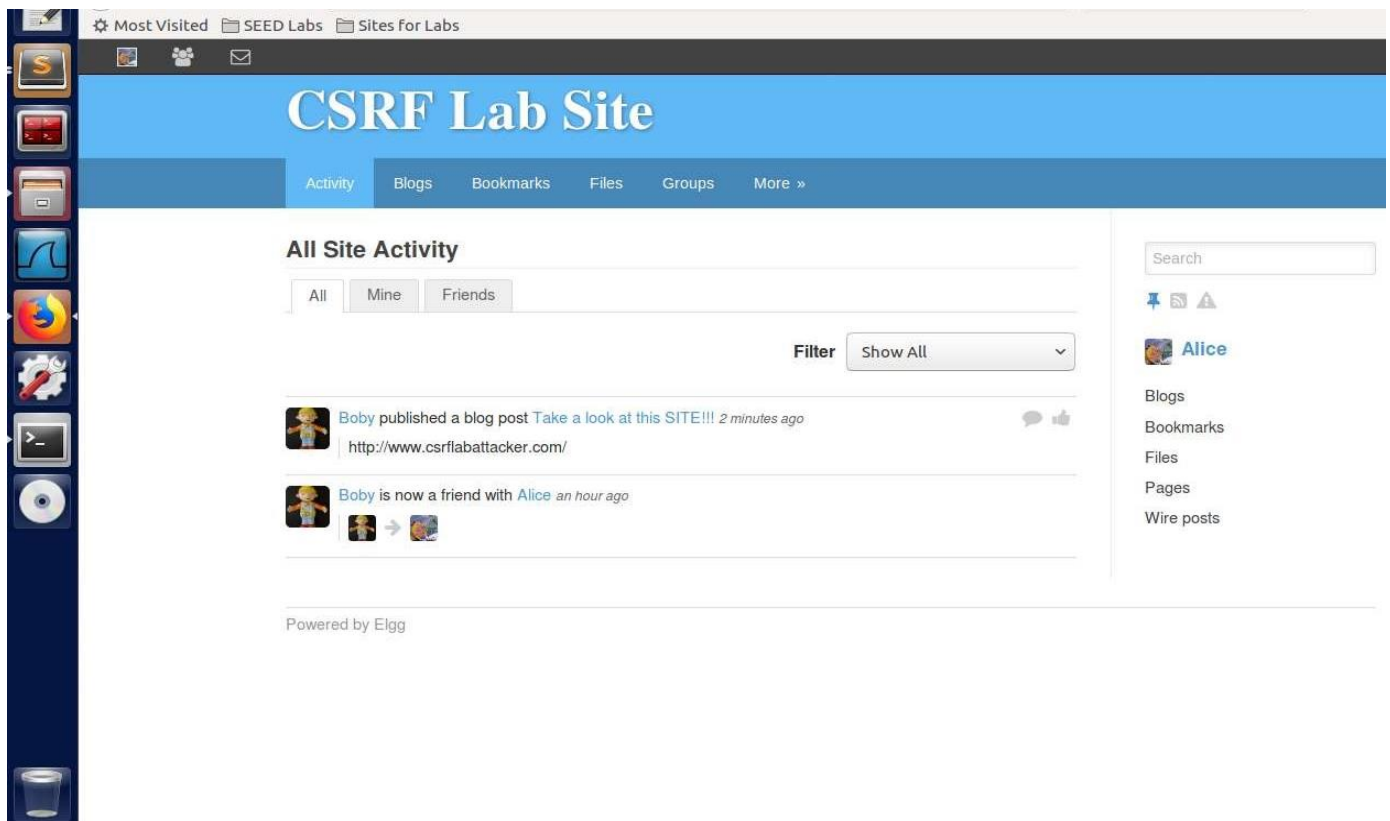 Most Visited SEED Labs Sites for Labs
CSRF Lab Site
Activity Blogs Bookmarks Files Groups More »
All Site Activity
Search
All Mine Friends
Filter Show All
Alice
Boby published a blog post Take a look at this SITE!!! 2 minutes ago
http://www.csrflabattacker.com/
Boby is now a friend with Alice an hour ago
Blogs
Bookmarks
Files
Pages
Wire posts
Powered by Elgg